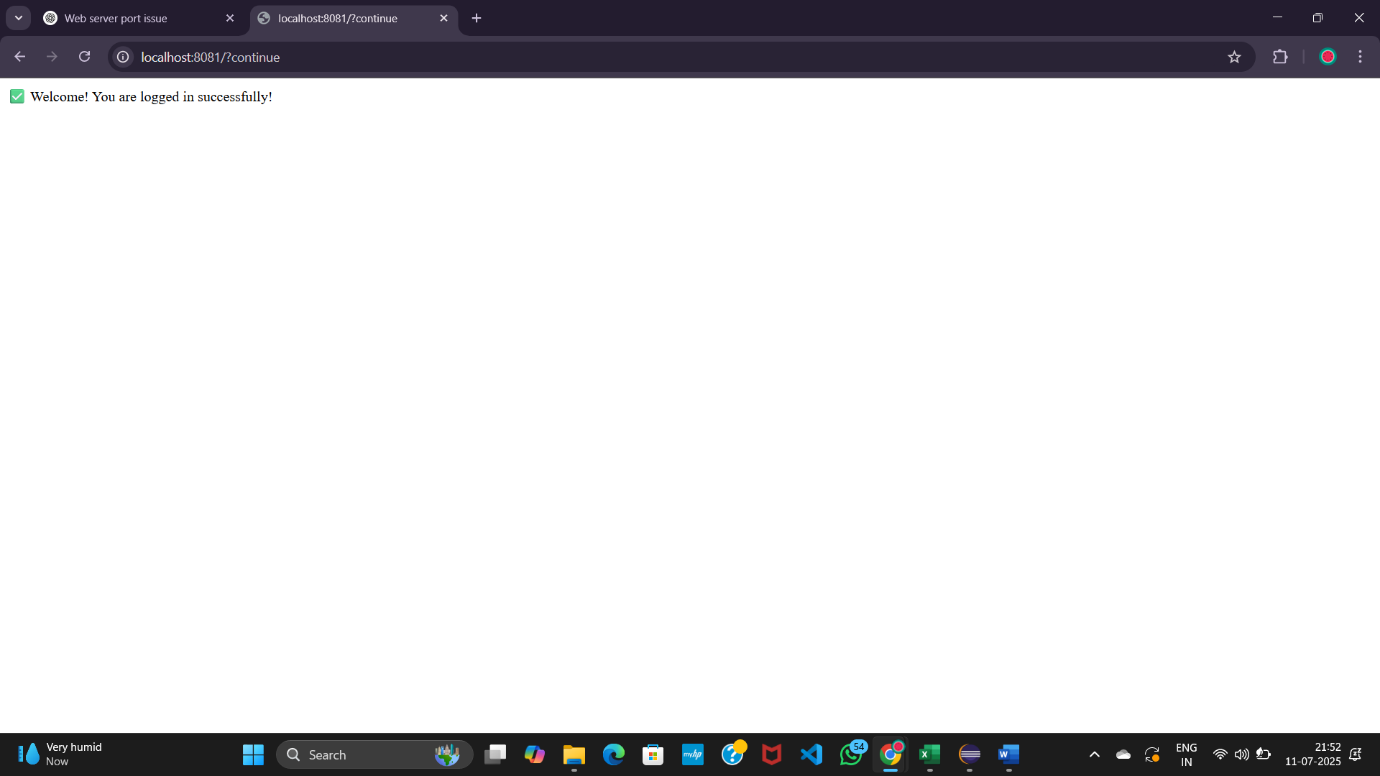 Web server port issue
localhost:8081/?continue
localhost:8081/?continue
✅ Welcome! You are logged in successfully!
Very humid
Now
Search
myhp
54
ENG
IN
21:52
11-07-2025